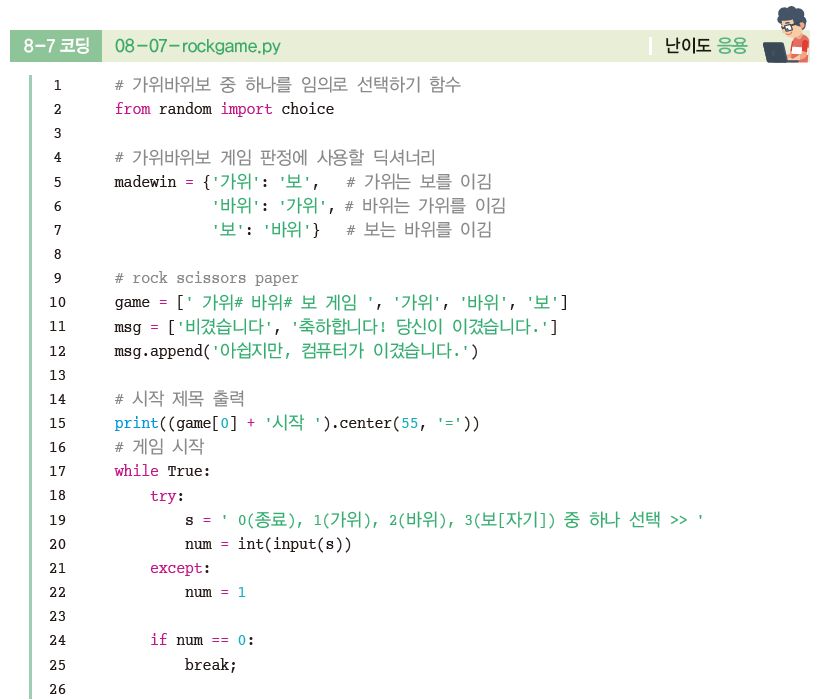 8-7 코딩 08-07-rockgame.py 난이도 응용
1 # 가위바위보 중 하나를 임의로 선택하기 함수
2 from random import choice
3
4 # 가위바위보 게임 판정에 사용할 딕셔너리
5 madewin = {'가위': '보', # 가위는 보를 이김
6 '바위': '가위', # 바위는 가위를 이김
7 '보': '바위'} # 보는 바위를 이김
8
9 # rock scissors paper
10 game = [' 가위# 바위# 보 게임 ', '가위', '바위', '보']
11 msg = ['비겼습니다', '축하합니다! 당신이 이겼습니다.']
12 msg.append('아쉽지만, 컴퓨터가 이겼습니다.')
13
14 # 시작 제목 출력
15 print((game[0] + '시작 ').center(55, '='))
16 # 게임 시작
17 while True:
18 try:
19 s = ' 0(종료), 1(가위), 2(바위), 3(보[자기]) 중 하나 선택 >> '
20 num = int(input(s))
21 except:
22 num = 1
23
24 if num == 0:
25 break;
26